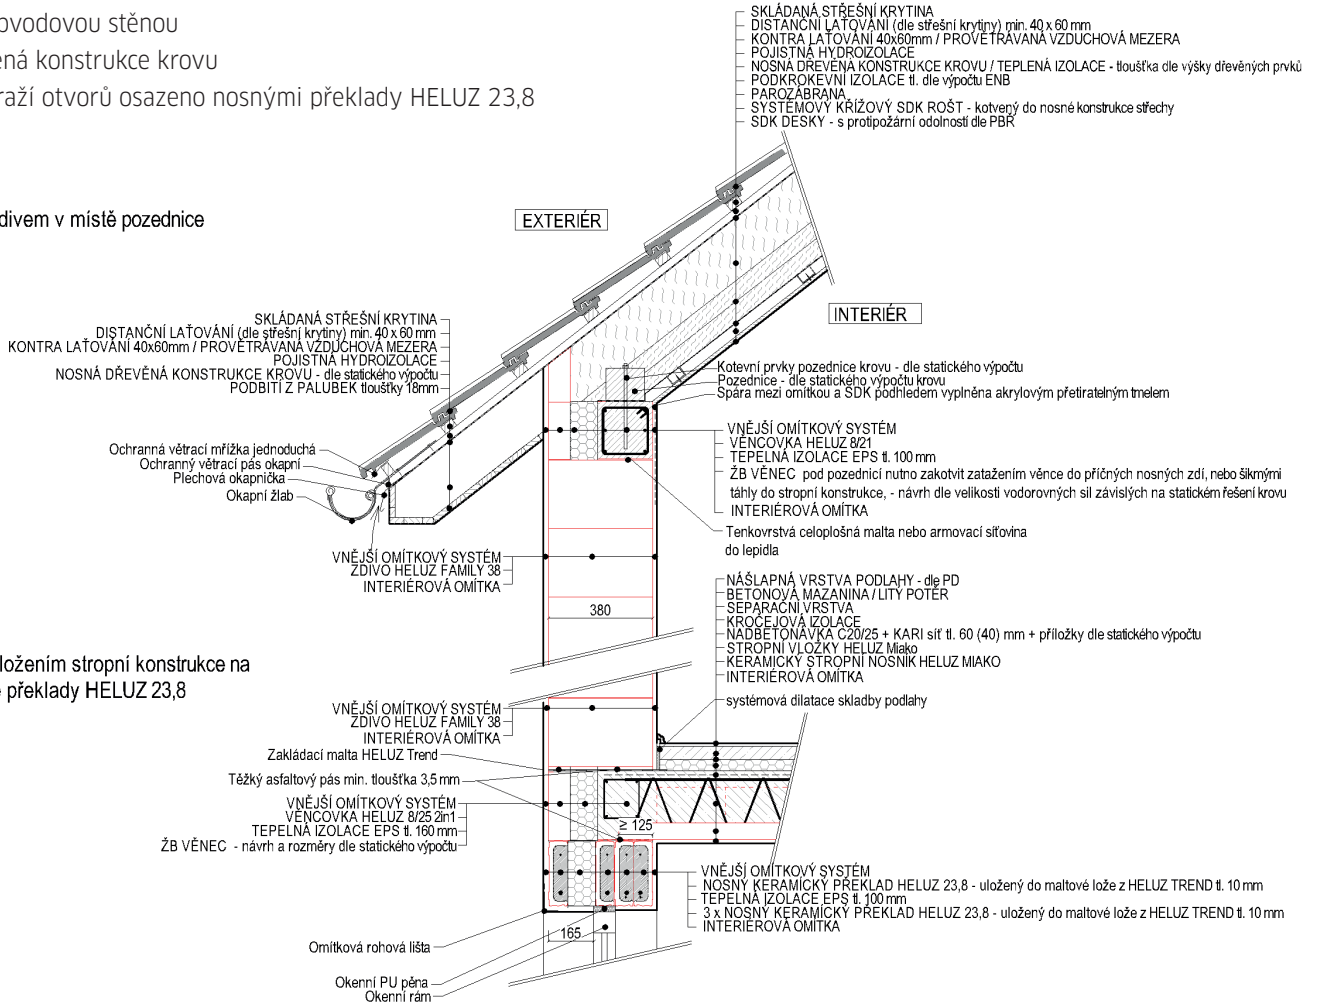 bvodovou stěnou
ená konstrukce krovu
raží otvorů osazeno nosnými překlady HELUZ 23,8
divem v místě pozednice
SKLÁDANÁ STŘEŠNÍ KRYTINA
DISTANČNÍ LAŤOVÁNÍ (dle střešní krytiny) min. 40 x 60 mm
KONTRA LAŤOVÁNÍ 40x60mm / PROVĚTRÁVANÁ VZDUCHOVÁ MEZERA
POJISTNÁ HYDROIZOLACE
NOSNÁ DŘEVĚNÁ KONSTRUKCE KROVU / TEPLENÁ IZOLACE - tloušťka dle výšky dřevěných prvků
PODKROKEVNÍ IZOLACE tl. dle výpočtu ENB
PAROZÁBRANA
SYSTÉMOVÝ KŘÍŽOVÝ SDK ROŠT - kotvený do nosné konstrukce střechy
SDK DESKY - s protipožární odolností dle PBŘ
EXTERIÉR
INTERIÉR
SKLÁDANÁ STŘEŠNÍ KRYTINA
DISTANČNÍ LAŤOVÁNÍ (dle střešní krytiny) min. 40 x 60 mm
KONTRA LAŤOVÁNÍ 40x60mm / PROVĚTRÁVANÁ VZDUCHOVÁ MEZERA
POJISTNÁ HYDROIZOLACE
NOSNÁ DŘEVĚNÁ KONSTRUKCE KROVU - dle statického výpočtu
PODBITÍ Z PALUBEK tloušťky 18mm
Ochranná větrací mřížka jednoduchá
Ochranný větrací pás okapní
Plechová okapnička
Okapní žlab
Kotevní prvky pozednice krovu - dle statického výpočtu
Pozednice - dle statického výpočtu krovu
Spára mezi omítkou a SDK podhledem vyplněna akrylovým přetiratelným tmelem
VNĚJŠÍ OMÍTKOVÝ SYSTÉM
VĚNCOVKA HELUZ 8/21
TEPELNÁ IZOLACE EPS tl. 100 mm
ŽB VĚNEC pod pozednicí nutno zakotvit zatažením věnce do příčných nosných zdí, nebo šikmými
táhly do stropní konstrukce, - návrh dle velikosti vodorovných sil závislých na statickém řešení krovu
INTERIÉROVÁ OMÍTKA
Tenkovrstvá celoplošná malta nebo armovací síťovina
do lepidla
VNĚJŠÍ OMÍTKOVÝ SYSTÉM
ZDIVO HELUZ FAMILY 38
INTERIÉROVÁ OMÍTKA
380
NÁŠLAPNÁ VRSTVA PODLAHY - dle PD
BETONOVÁ MAZANINA / LITÝ POTĚR
SEPARAČNÍ VRSTVA
KROČEJOVÁ IZOLACE
NADBETONÁVKA C20/25 + KARI síť tl. 60 (40) mm + příložky dle statického výpočtu
STROPNÍ VLOŽKY HELUZ Miako
KERAMICKÝ STROPNÍ NOSNÍK HELUZ MIAKO
INTERIÉROVÁ OMÍTKA
systémová dilatace skladby podlahy
ložením stropní konstrukce na
e překlady HELUZ 23,8
VNĚJŠÍ OMÍTKOVÝ SYSTÉM
ZDIVO HELUZ FAMILY 38
INTERIÉROVÁ OMÍTKA
Zakládací malta HELUZ Trend
Těžký asfaltový pás min. tloušťka 3,5 mm
VNĚJŠÍ OMÍTKOVÝ SYSTÉM
VĚNCOVKA HELUZ 8/25 2in1
TEPELNÁ IZOLACE EPS tl. 160 mm
ŽB VĚNEC - návrh a rozměry dle statického výpočtu
≥ 125
VNĚJŠÍ OMÍTKOVÝ SYSTÉM
NOSNÝ KERAMICKÝ PŘEKLAD HELUZ 23,8 - uložený do maltové lože z HELUZ TREND tl. 10 mm
TEPELNÁ IZOLACE EPS tl. 100 mm
3 x NOSNÝ KERAMICKÝ PŘEKLAD HELUZ 23,8 - uložený do maltové lože z HELUZ TREND tl. 10 mm
INTERIÉROVÁ OMÍTKA
165
Omítková rohová lišta
Okenní PU pěna
Okenní rám